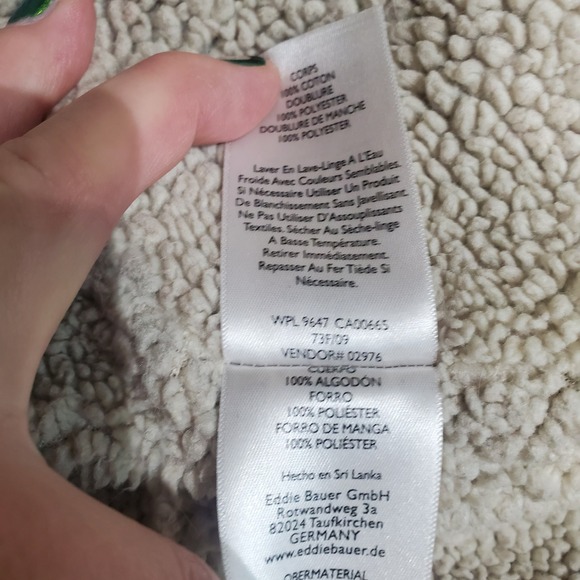 CORPS
100% COTON
DOUBLURE
100% POLYESTER
DOUBLURE DE MANCHE
100% POLYESTER
Laver En Lave-Linge A L'Eau
Froide Avec Couleurs Semblables.
Si Nécessaire Utiliser Un Produit
De Blanchissement Sans Javellisant.
Ne Pas Utiliser D'Assouplissants
Textiles. Sécher Au Sèche-linge
A Basse Température.
Retirer Immédiatement.
Repasser Au Fer Tiède Si
Nécessaire.
WPL 9647 CA00665
73F/09
VENDOR# 02976
CUERPO
100% ALGODÓN
FORRO
100% POLIÉSTER
FORRO DE MANGA
100% POLIÉSTER
Hecho en Sri Lanka
Eddie Bauer GmbH
Rotwandweg 3a
82024 Taufkirchen
GERMANY
www.eddiebauer.de
OBERMATERIAL